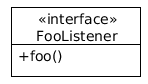 «interface»
FooListener
+foo()